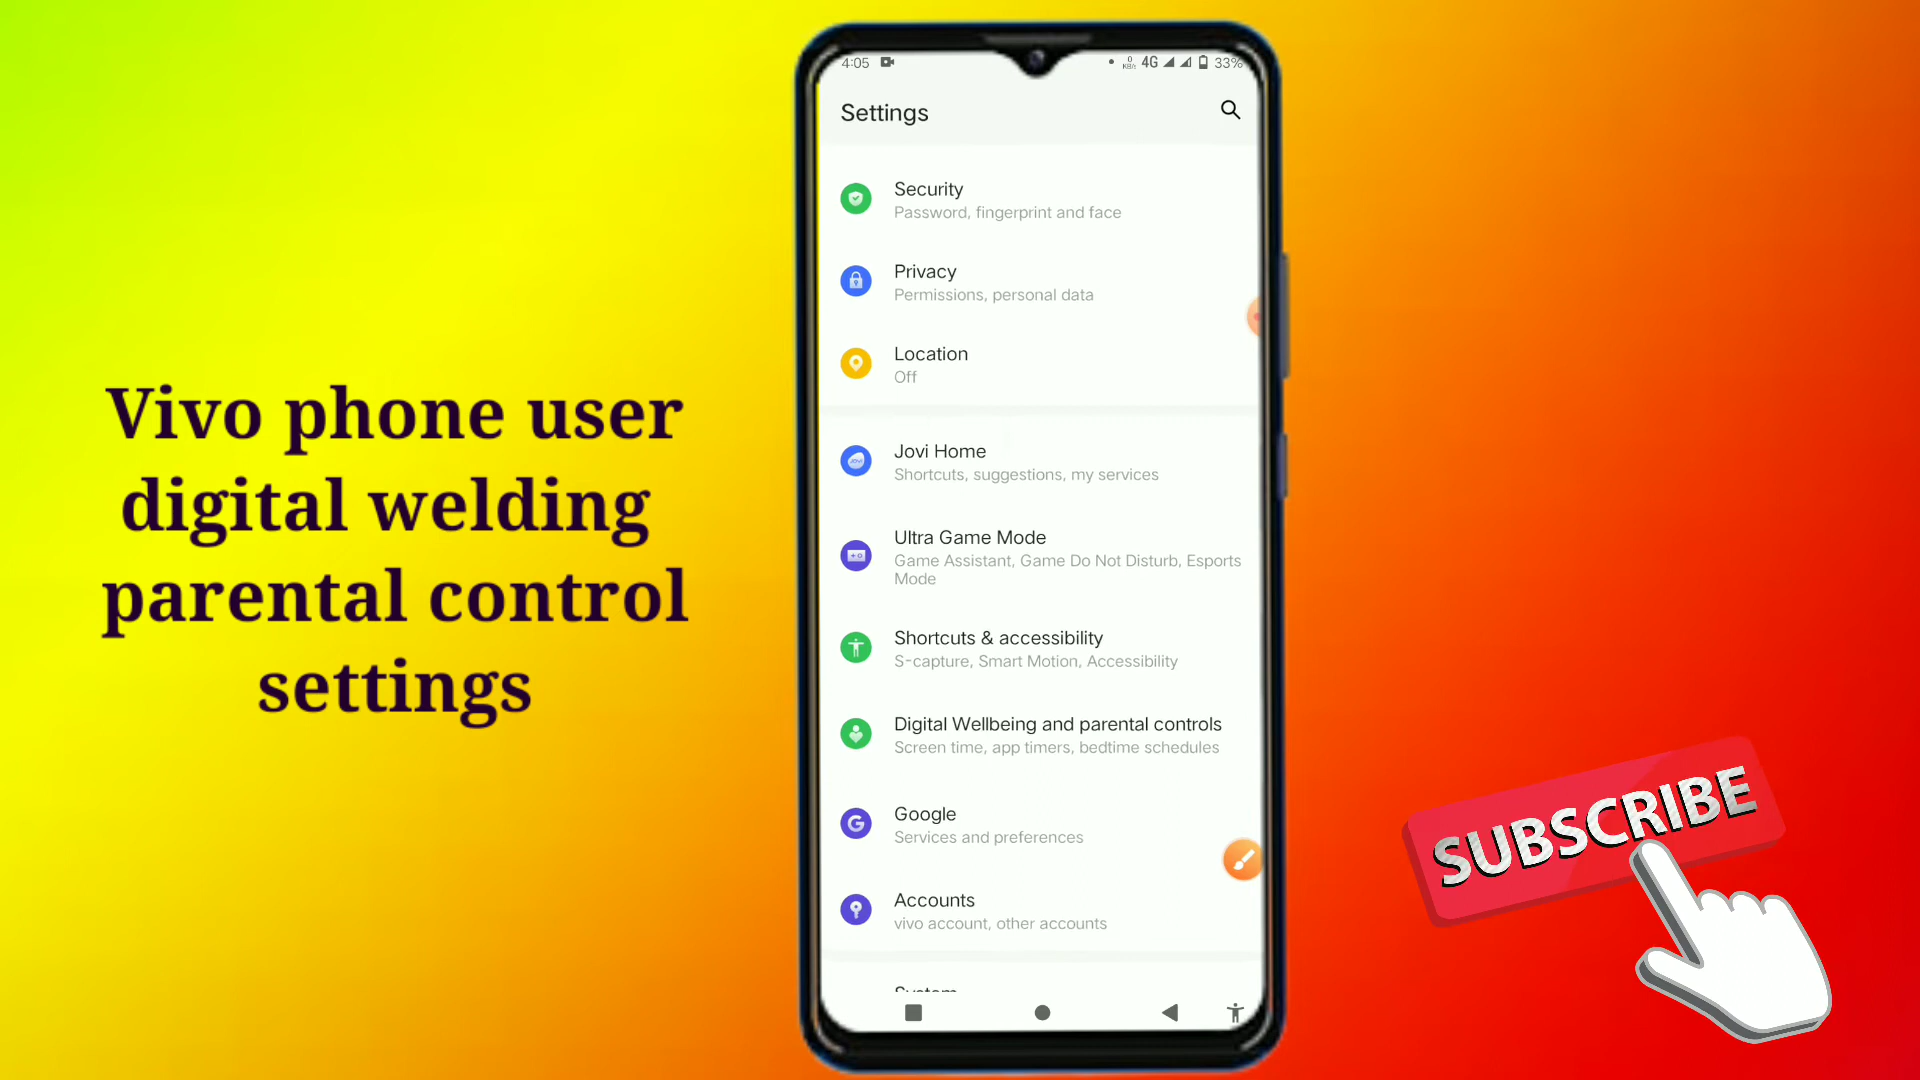 Vivo phone user
digital welding
parental control
settings
4:05
0
KB/s
4G
33%
Settings
Security
Password, fingerprint and face
Privacy
Permissions, personal data
Location
Off
Jovi Home
Shortcuts, suggestions, my services
Ultra Game Mode
Game Assistant, Game Do Not Disturb, Esports
Mode
Shortcuts & accessibility
S-capture, Smart Motion, Accessibility
Digital Wellbeing and parental controls
Screen time, app timers, bedtime schedules
Google
Services and preferences
Accounts
vivo account, other accounts
System
SUBSCRIBE